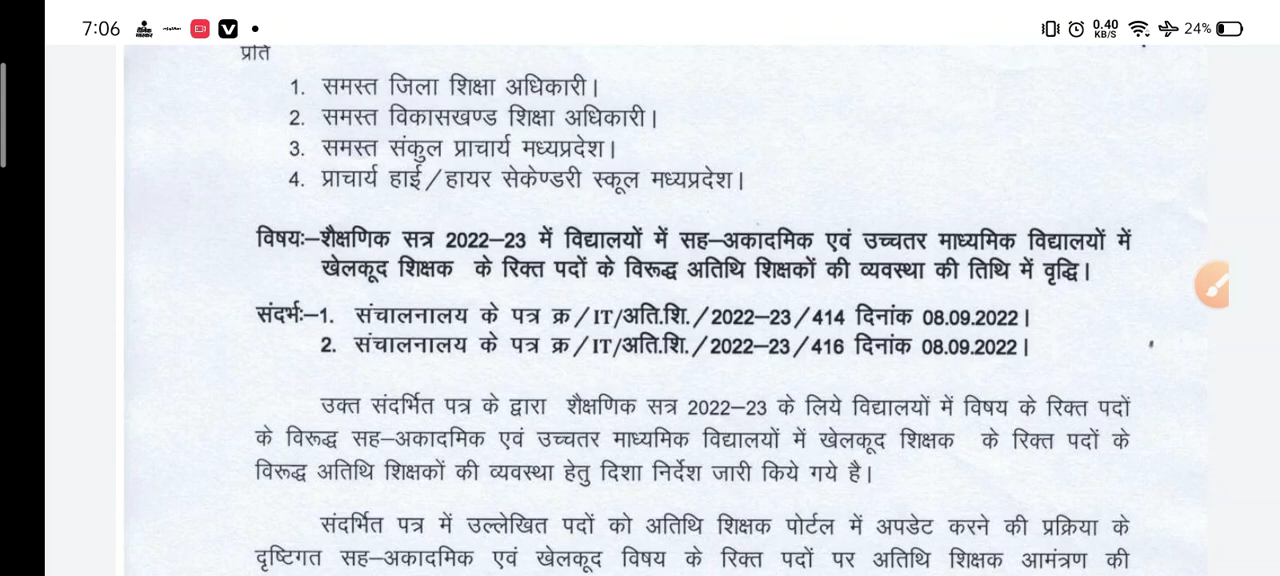 7:06
0.40
KB/S
24%
प्रति
1. समस्त जिला शिक्षा अधिकारी।
2. समस्त विकासखण्ड शिक्षा अधिकारी।
3. समस्त संकुल प्राचार्य मध्यप्रदेश।
4. प्राचार्य हाई/हायर सेकेण्डरी स्कूल मध्यप्रदेश।
विषयः–शैक्षणिक सत्र 2022–23 में विद्यालयों में सह–अकादमिक एवं उच्चतर माध्यमिक विद्यालयों में
खेलकूद शिक्षक के रिक्त पदों के विरूद्ध अतिथि शिक्षकों की व्यवस्था की तिथि में वृद्धि।
संदर्भः–1. संचालनालय के पत्र क्र/IT/अति.शि./2022–23/414 दिनांक 08.09.2022।
2. संचालनालय के पत्र क्र/IT/अति.शि./2022–23/416 दिनांक 08.09.2022।
उक्त संदर्भित पत्र के द्वारा शैक्षणिक सत्र 2022–23 के लिये विद्यालयों में विषय के रिक्त पदों
के विरूद्ध सह–अकादमिक एवं उच्चतर माध्यमिक विद्यालयों में खेलकूद शिक्षक के रिक्त पदों के
विरूद्ध अतिथि शिक्षकों की व्यवस्था हेतु दिशा निर्देश जारी किये गये है।
संदर्भित पत्र में उल्लेखित पदों को अतिथि शिक्षक पोर्टल में अपडेट करने की प्रक्रिया के
दृष्टिगत सह–अकादमिक एवं खेलकूद विषय के रिक्त पदों पर अतिथि शिक्षक आमंत्रण की